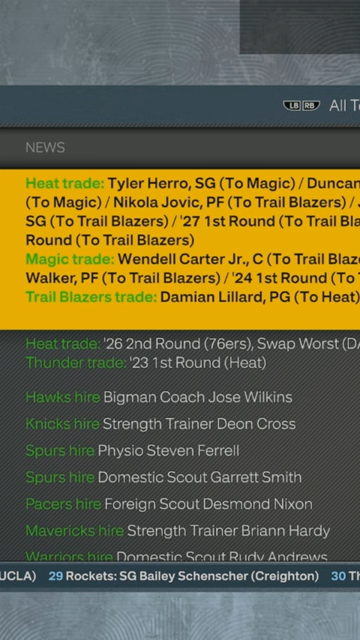 LB RB All T
NEWS
Heat trade: Tyler Herro, SG (To Magic) / Duncan
(To Magic) / Nikola Jovic, PF (To Trail Blazers) /
SG (To Trail Blazers) / '27 1st Round (To Trail Bla
Round (To Trail Blazers)
Magic trade: Wendell Carter Jr., C (To Trail Blaze
Walker, PF (To Trail Blazers) / '24 1st Round (To
Trail Blazers trade: Damian Lillard, PG (To Heat)
Heat trade: '26 2nd Round (76ers), Swap Worst (DA
Thunder trade: '23 1st Round (Heat)
Hawks hire Bigman Coach Jose Wilkins
Knicks hire Strength Trainer Deon Cross
Spurs hire Physio Steven Ferrell
Spurs hire Domestic Scout Garrett Smith
Pacers hire Foreign Scout Desmond Nixon
Mavericks hire Strength Trainer Briann Hardy
Warriors hire Domestic Scout Rudy Andrews
UCLA) 29 Rockets: SG Bailey Schenscher (Creighton) 30 Th